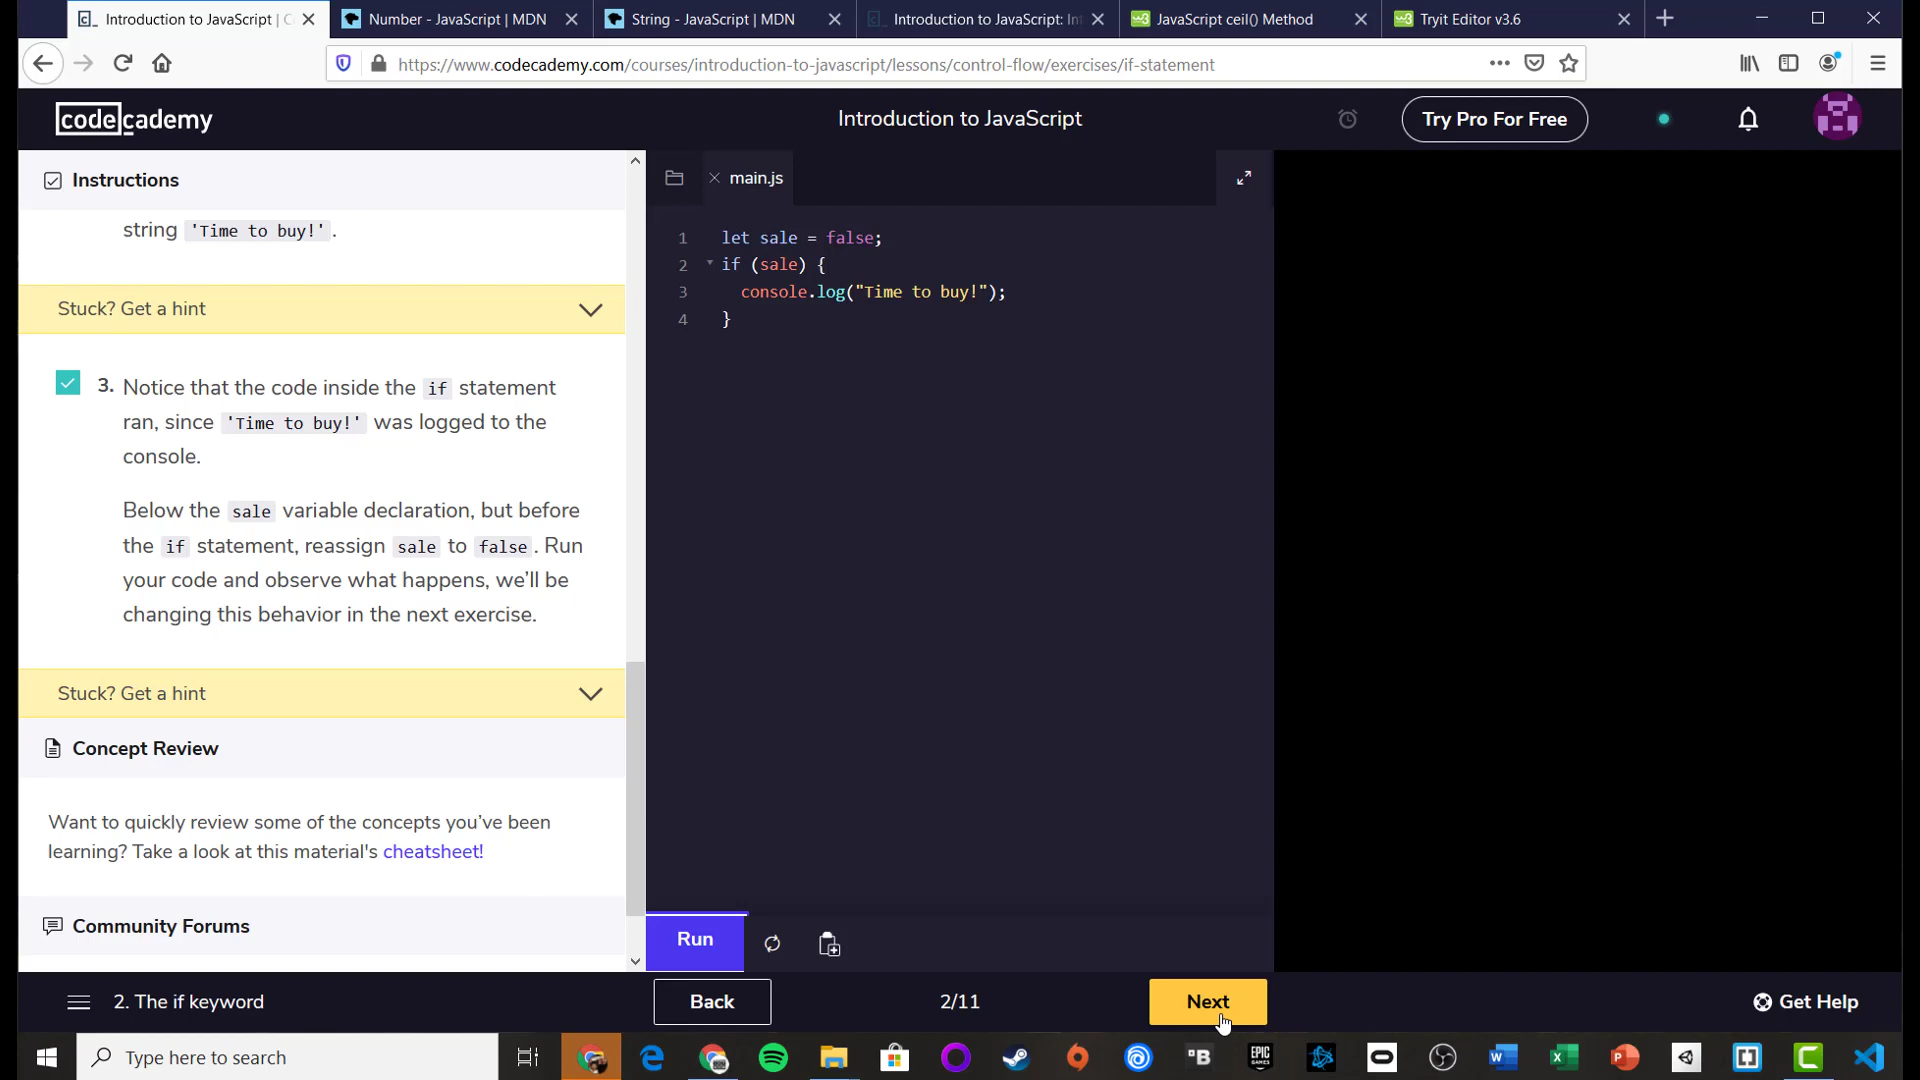 Introduction to JavaScript | C
Number - JavaScript | MDN
String - JavaScript | MDN
Introduction to JavaScript: In
JavaScript ceil() Method
Tryit Editor v3.6
https://www.codecademy.com/courses/introduction-to-javascript/lessons/control-flow/exercises/if-statement
codecademy
Introduction to JavaScript
Try Pro For Free
Instructions
main.js
string 'Time to buy!'.
Stuck? Get a hint
3. Notice that the code inside the if statement
ran, since 'Time to buy!' was logged to the
console.
Below the sale variable declaration, but before
the if statement, reassign sale to false. Run
your code and observe what happens, we'll be
changing this behavior in the next exercise.
Stuck? Get a hint
Concept Review
Want to quickly review some of the concepts you've been
learning? Take a look at this material's cheatsheet!
Community Forums
1 let sale = false;
2 if (sale) {
3 console.log("Time to buy!");
4 }
Run
2. The if keyword
Back
2/11
Next
Get Help
Type here to search